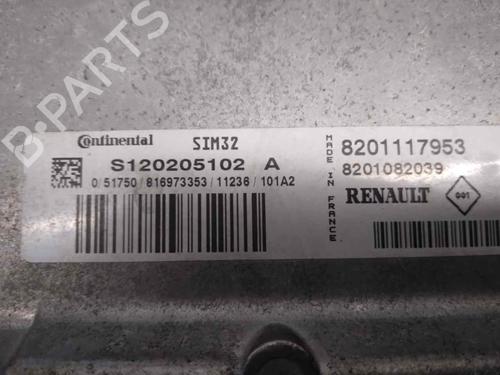 B-PARTS
Continental SIM32
S120205102 A
0/51750/816973353/11236/101A2
MADE IN FRANCE
8201117953
8201082039
RENAULT
001